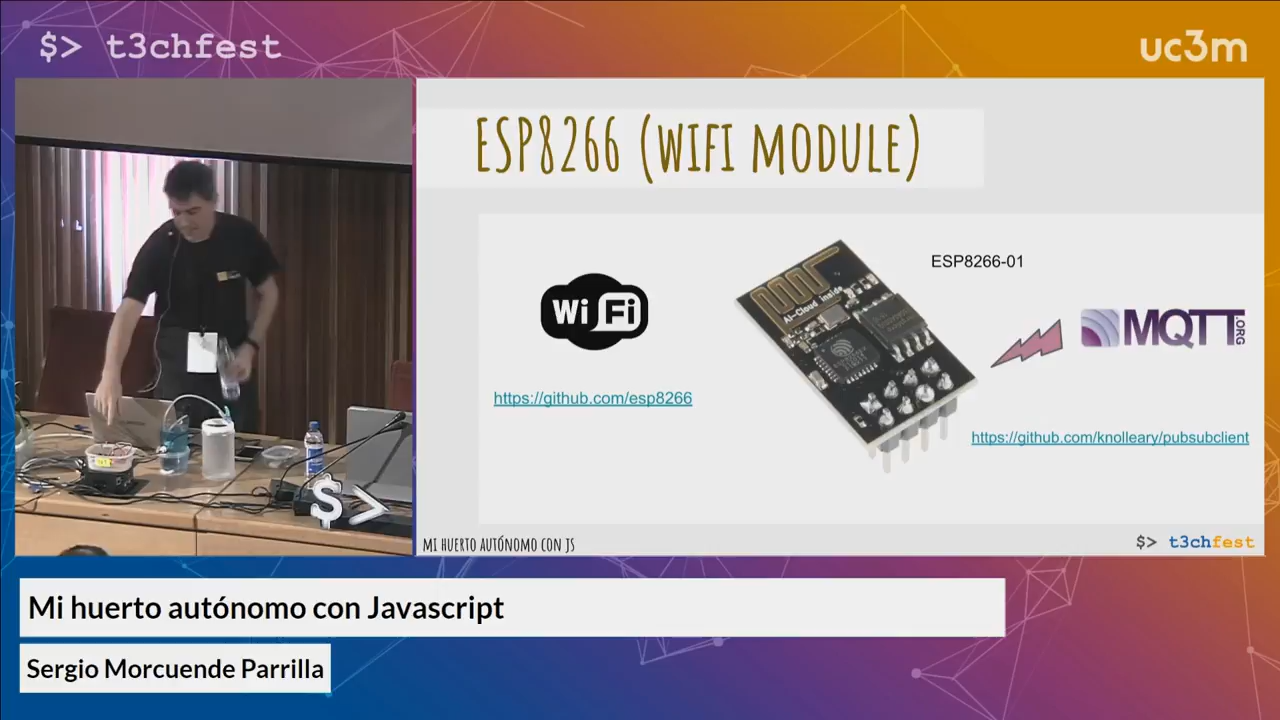 $> t3chfest
uc3m
ESP8266 (WIFI MODULE)
ESP8266-01
Wi Fi
AI-Cloud inside
MQTT.ORG
https://github.com/esp8266
https://github.com/knolleary/pubsubclient
MI HUERTO AUTÓNOMO CON JS
$> t3chfest
$>
Mi huerto autónomo con Javascript
Sergio Morcuende Parrilla